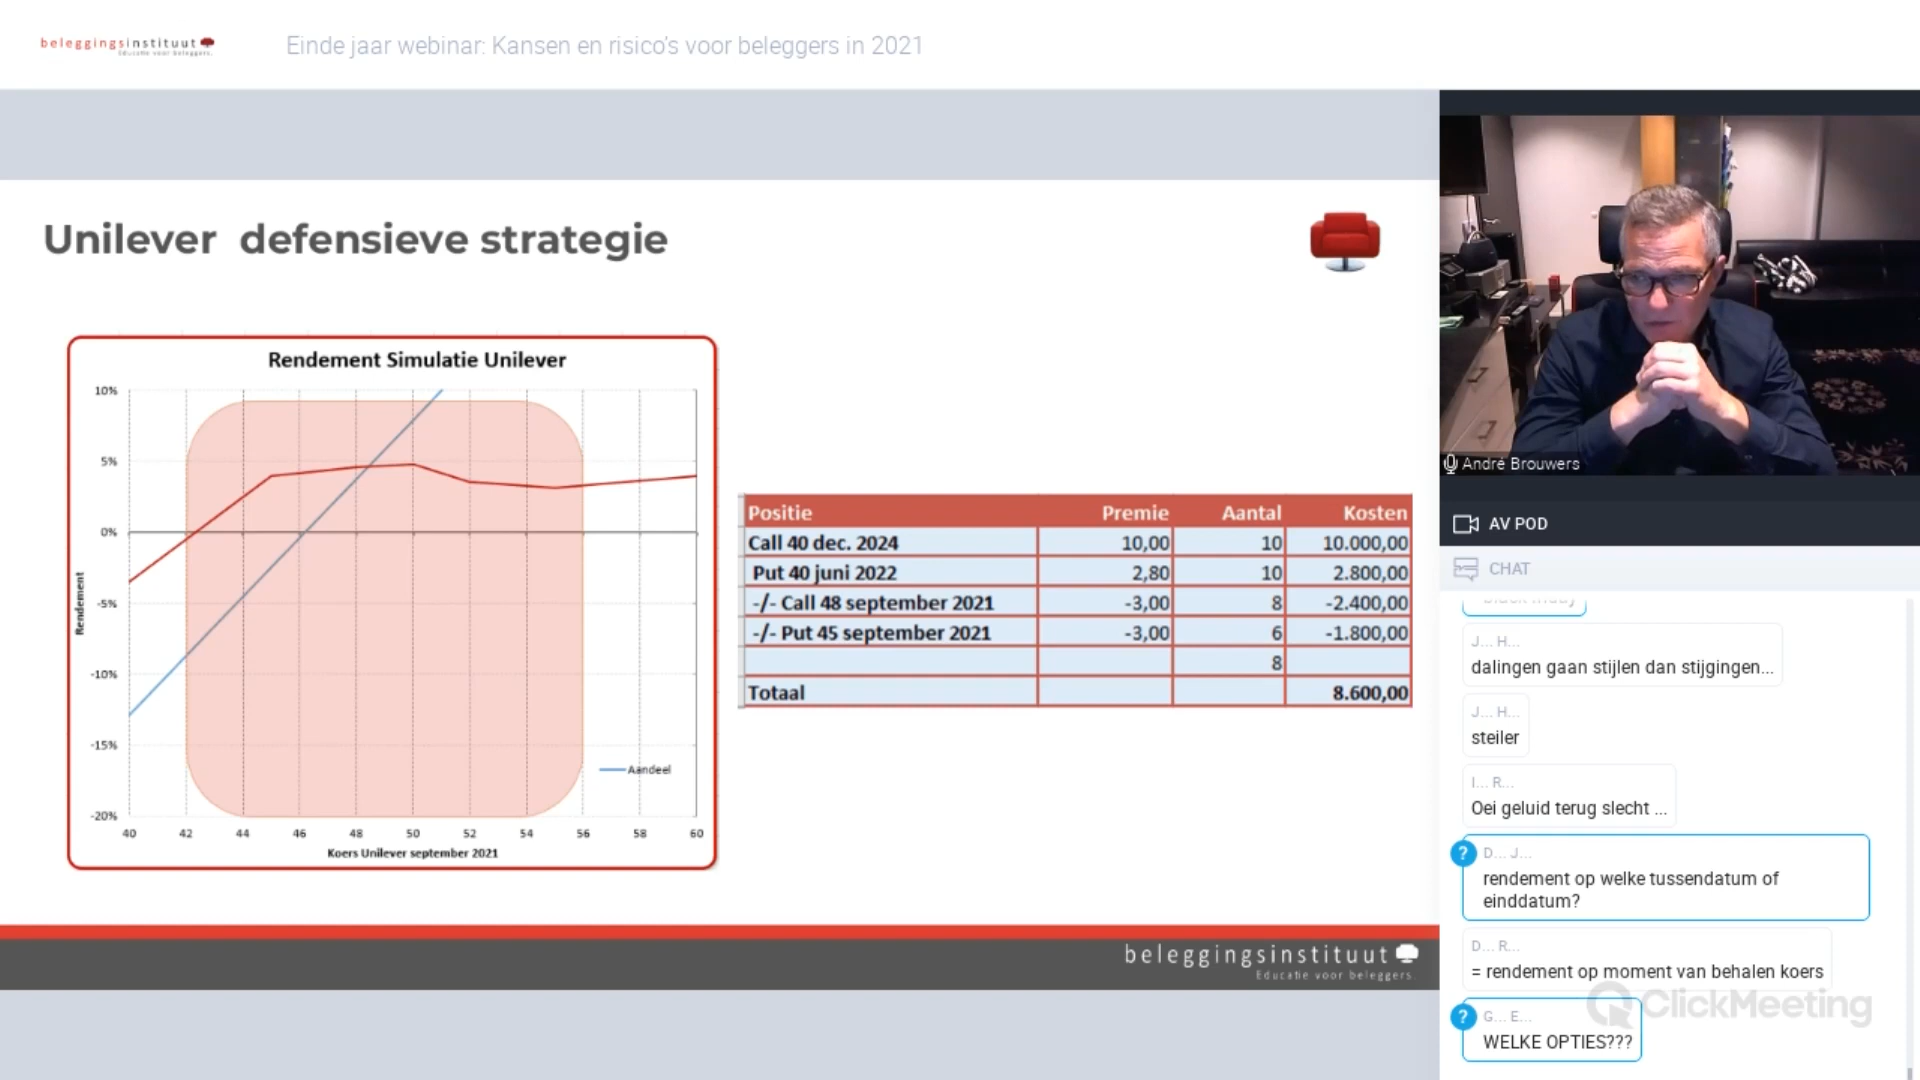 beleggingsinstituut
Educatie voor beleggers.
Einde jaar webinar: Kansen en risico's voor beleggers in 2021
Unilever defensieve strategie
Rendement Simulatie Unilever
10%
5%
0%
-5%
-10%
-15%
-20%
Rendement
Aandeel
40 42 44 46 48 50 52 54 56 58 60
Koers Unilever september 2021
Positie Premie Aantal Kosten
Call 40 dec. 2024 10,00 10 10.000,00
Put 40 juni 2022 2,80 10 2.800,00
-/- Call 48 september 2021 -3,00 8 -2.400,00
-/- Put 45 september 2021 -3,00 6 -1.800,00
8
Totaal 8.600,00
beleggingsinstituut
Educatie voor beleggers.
André Brouwers
AV POD
CHAT
J... H...
dalingen gaan stijlen dan stijgingen...
J... H...
steiler
I... R...
Oei geluid terug slecht ...
? D... J...
rendement op welke tussendatum of
einddatum?
D... R...
= rendement op moment van behalen koers
? G... E...
WELKE OPTIES???
ClickMeeting